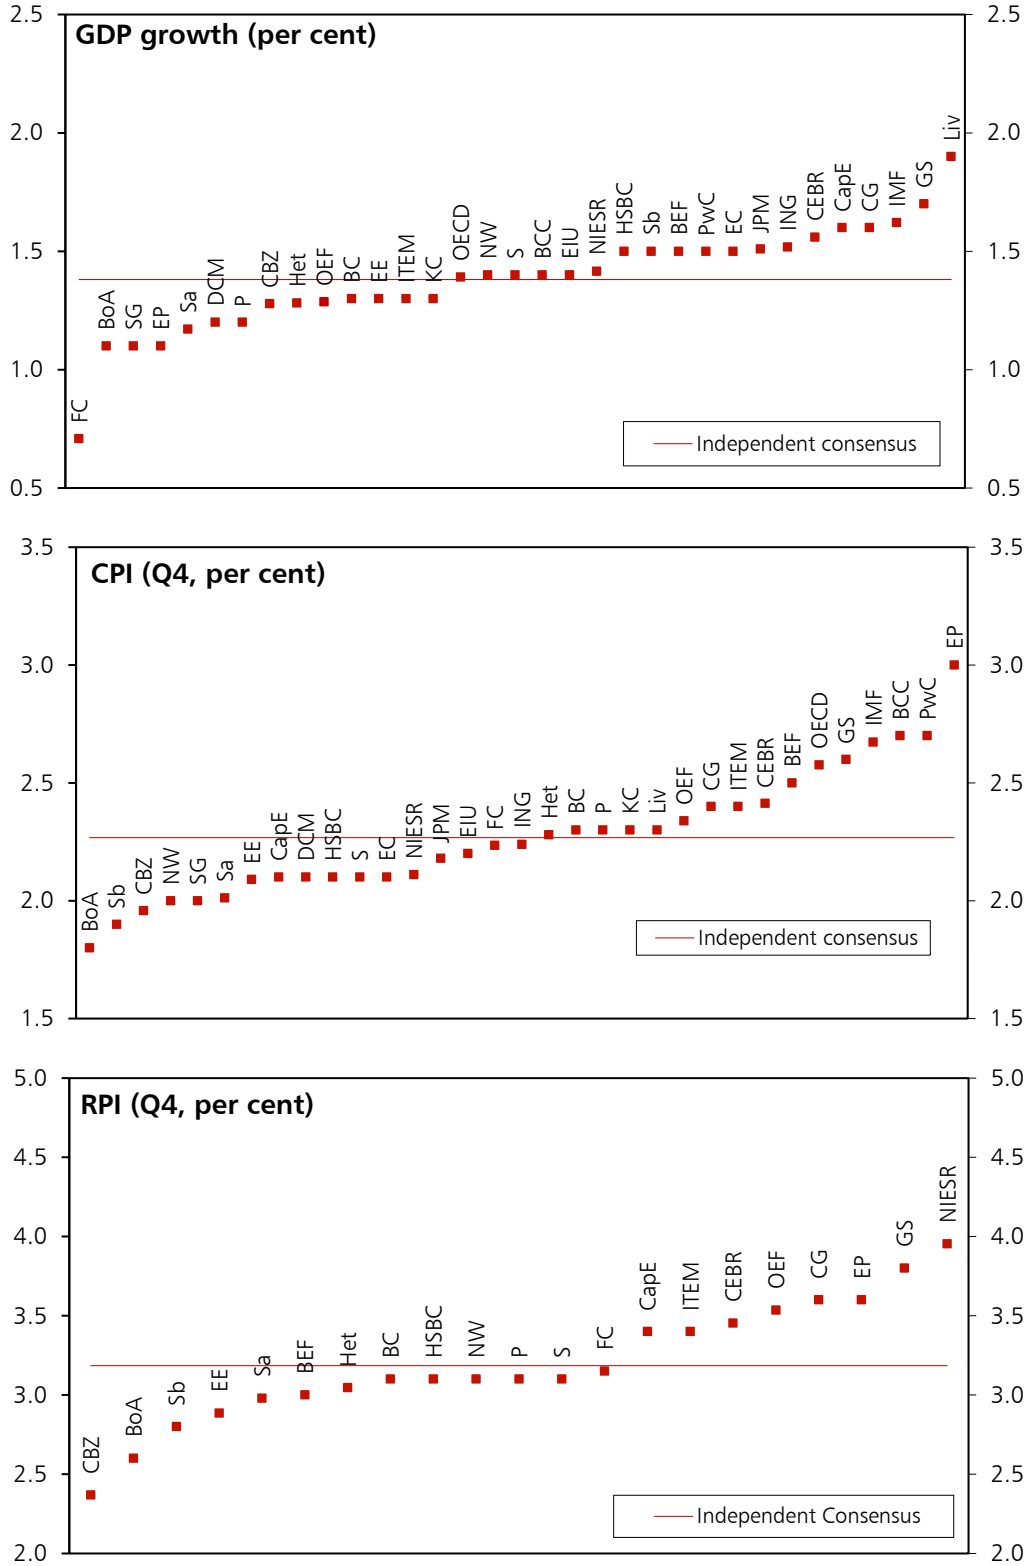 GDP growth (per cent)
2.5
2.0
1.5
1.0
0.5
2.5
2.0
1.5
1.0
0.5
FC
BoA
SG
EP
Sa
DCM
P
CBZ
Het
OEF
BC
EE
ITEM
KC
OECD
NW
S
BCC
EIU
NIESR
HSBC
Sb
BEF
PwC
EC
JPM
ING
CEBR
CapE
CG
IMF
GS
Liv
Independent consensus
CPI (Q4, per cent)
3.5
3.0
2.5
2.0
1.5
3.5
3.0
2.5
2.0
1.5
BoA
Sb
CBZ
NW
SG
Sa
EE
CapE
DCM
HSBC
S
EC
NIESR
JPM
EIU
FC
ING
Het
BC
P
KC
Liv
OEF
CG
ITEM
CEBR
BEF
OECD
GS
IMF
BCC
PwC
EP
Independent consensus
RPI (Q4, per cent)
5.0
4.5
4.0
3.5
3.0
2.5
2.0
5.0
4.5
4.0
3.5
3.0
2.5
2.0
CBZ
BoA
Sb
EE
Sa
BEF
Het
BC
HSBC
NW
P
S
FC
CapE
ITEM
CEBR
OEF
CG
EP
GS
NIESR
Independent Consensus